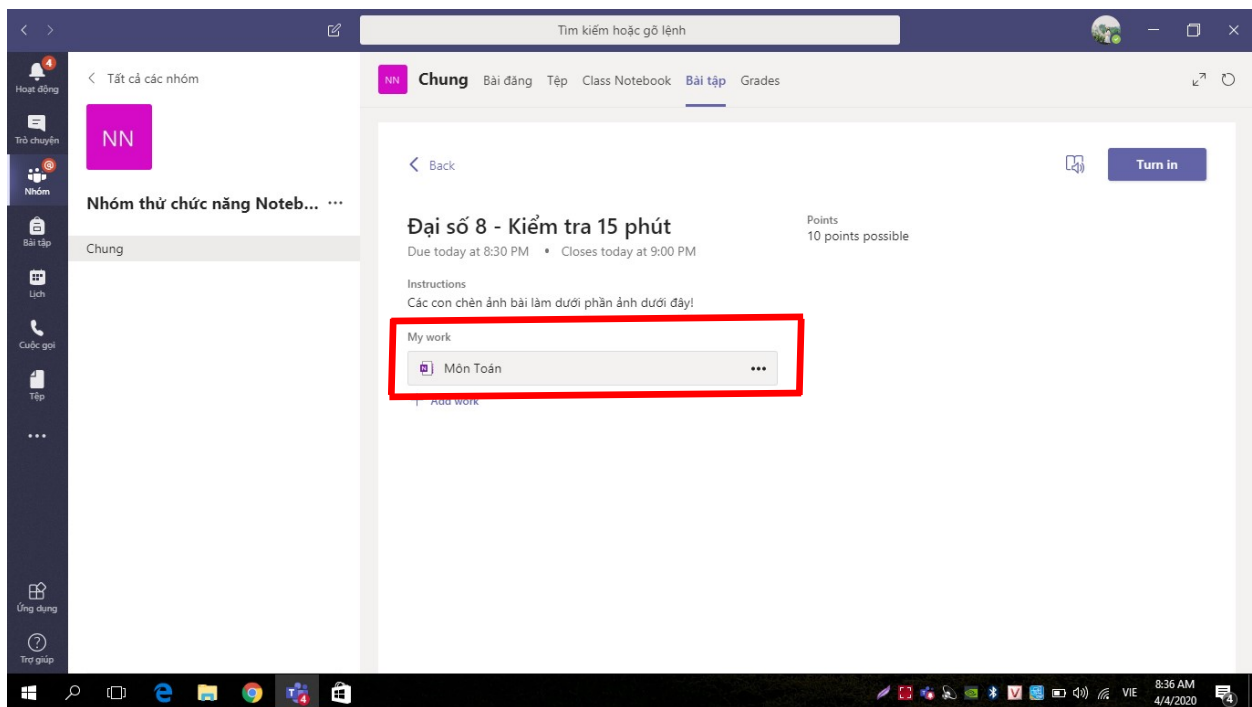 Tìm kiếm hoặc gõ lệnh
4
Hoạt động
Trò chuyện
@
Nhóm
Bài tập
Lịch
Cuộc gọi
Tệp
Ứng dụng
Trợ giúp
Tất cả các nhóm
NN
Nhóm thử chức năng Noteb... ...
Chung
NN Chung Bài đăng Tệp Class Notebook Bài tập Grades
Back
Turn in
Đại số 8 - Kiểm tra 15 phút
Due today at 8:30 PM • Closes today at 9:00 PM
Points
10 points possible
Instructions
Các con chèn ảnh bài làm dưới phần ảnh dưới đây!
My work
Môn Toán
Add work
VIE
8:36 AM
4/4/2020
4